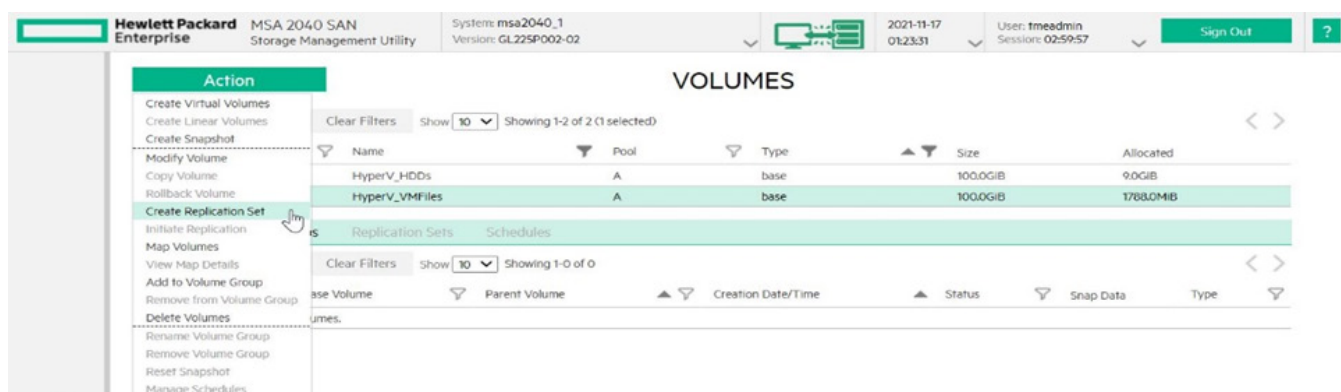 Hewlett Packard Enterprise
MSA 2040 SAN
Storage Management Utility
System: msa2040_1
Version: GL225P002-02
2021-11-17
01:23:31
User: tmeadmin
Session: 02:59:57
Sign Out
?
Action
VOLUMES
Create Virtual Volumes
Create Linear Volumes
Create Snapshot
Modify Volume
Copy Volume
Rollback Volume
Create Replication Set
Initiate Replication
Map Volumes
View Map Details
Add to Volume Group
Remove from Volume Group
Delete Volumes
Rename Volume Group
Remove Volume Group
Reset Snapshot
Manage Schedules
Clear Filters Show 10 Showing 1-2 of 2 (1 selected)
Name Pool Type Size Allocated
HyperV_HDDs A base 100.0GiB 9.0GiB
HyperV_VMFiles A base 100.0GiB 1788.0MiB
s Replication Sets Schedules
Clear Filters Show 10 Showing 1-0 of 0
ase Volume Parent Volume Creation Date/Time Status Snap Data Type
umes.